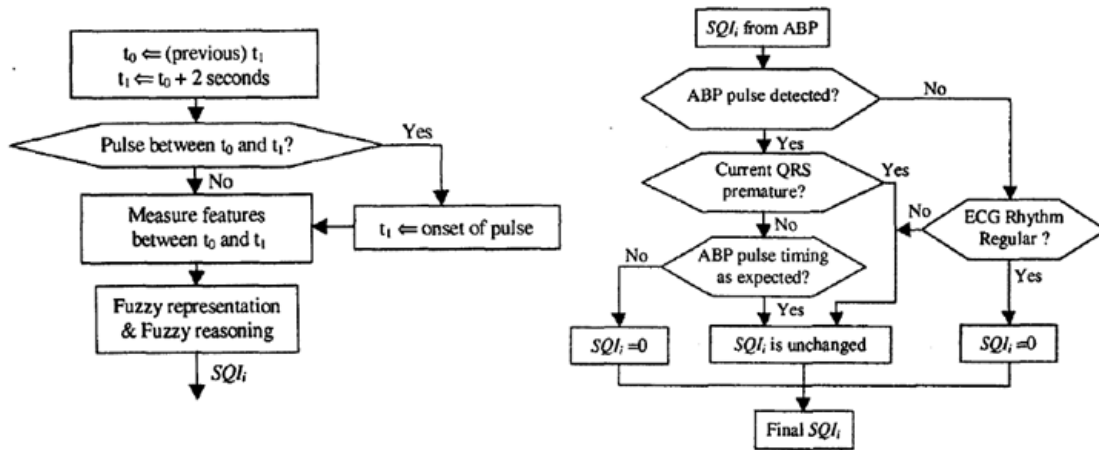 t₀ ⇐ (previous) t₁
t₁ ⇐ t₀ + 2 seconds
Pulse between t₀ and t₁?
Yes
No
Measure features
between t₀ and t₁
t₁ ⇐ onset of pulse
Fuzzy representation
& Fuzzy reasoning
SQIᵢ
SQIᵢ from ABP
ABP pulse detected?
No
Yes
Current QRS
premature?
Yes
No
ECG Rhythm
Regular ?
No
ABP pulse timing
as expected?
No
Yes
Yes
SQIᵢ =0
SQIᵢ is unchanged
SQIᵢ =0
Final SQIᵢ